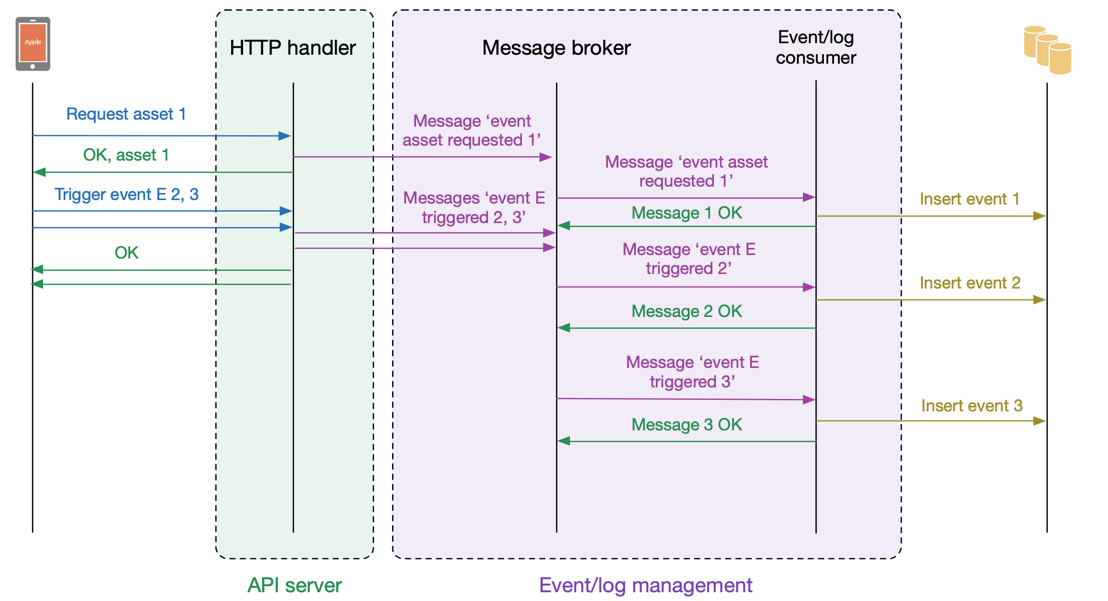 Apple
HTTP handler
Message broker
Event/log
consumer
Request asset 1
Message ‘event
asset requested 1’
OK, asset 1
Message ‘event asset
requested 1’
Trigger event E 2, 3
Messages ‘event E
triggered 2, 3’
Insert event 1
Message 1 OK
OK
Message ‘event E
triggered 2’
Insert event 2
Message 2 OK
Message ‘event E
triggered 3’
Insert event 3
Message 3 OK
API server
Event/log management